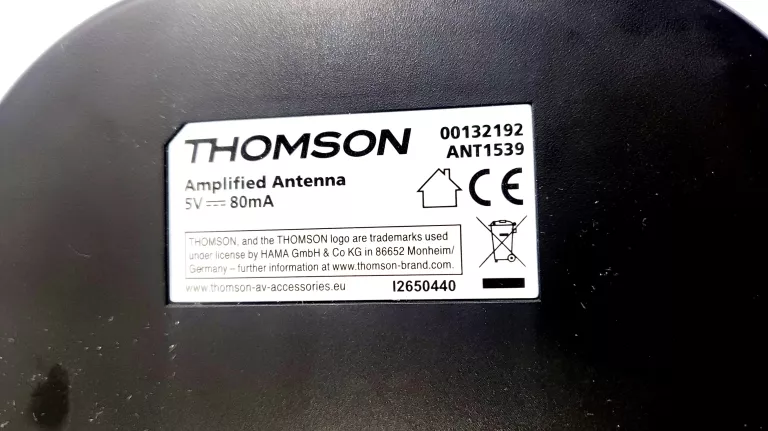 THOMSON
00132192
ANT1539
Amplified Antenna
5V ⎓ 80mA
CE
THOMSON, and the THOMSON logo are trademarks used
under license by HAMA GmbH & Co KG in 86652 Monheim/
Germany – further information at www.thomson-brand.com.
www.thomson-av-accessories.eu
I2650440